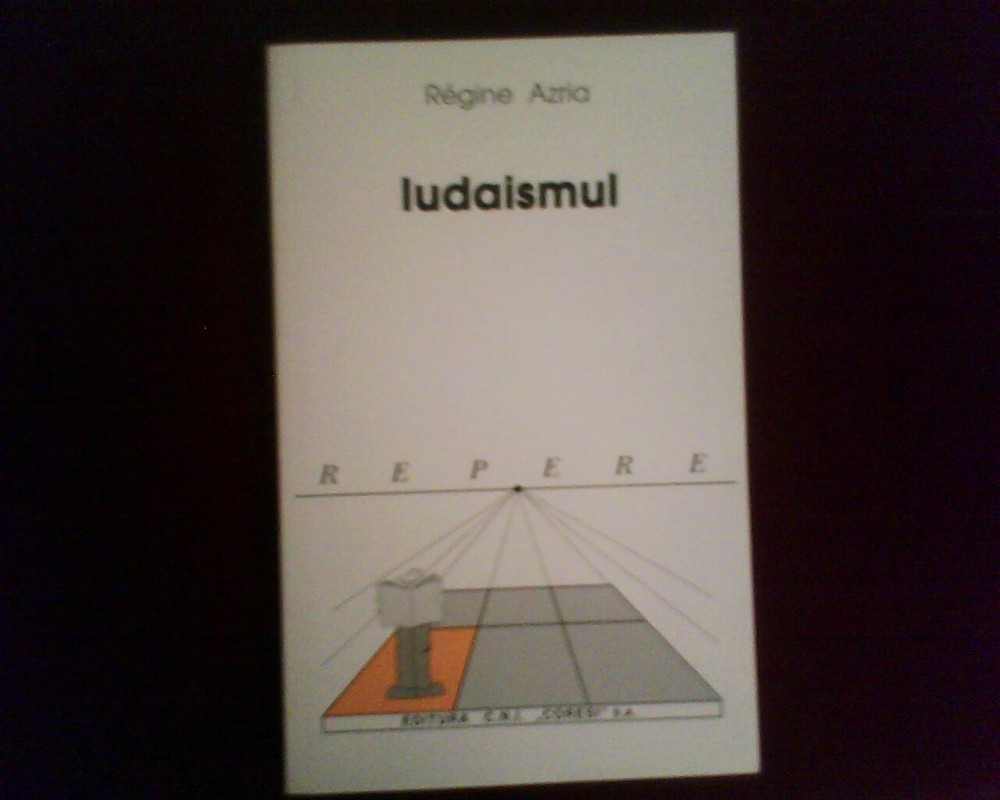 Régine Azria
Iudaismul
R E P E R E
EDITURA C.N.I. „CORESI" S.A.